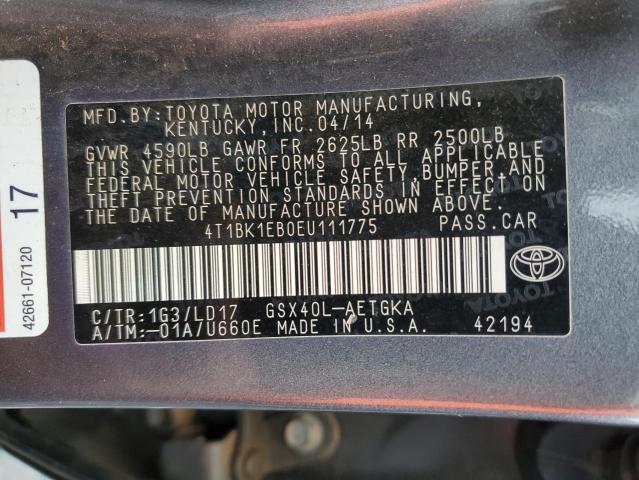 MFD. BY: TOYOTA MOTOR MANUFACTURING,
KENTUCKY, INC. 04/14
GVWR 4590LB GAWR FR 2625LB RR 2500LB
THIS VEHICLE CONFORMS TO ALL APPLICABLE
FEDERAL MOTOR VEHICLE SAFETY, BUMPER, AND
THEFT PREVENTION STANDARDS IN EFFECT ON
THE DATE OF MANUFACTURE SHOWN ABOVE.
4T1BK1EB0EU111775 PASS. CAR
C/TR: 1G3/LD17 GSX40L-AETGKA
A/TM: -01A/U660E MADE IN U.S.A. 42194
17
42661-07120